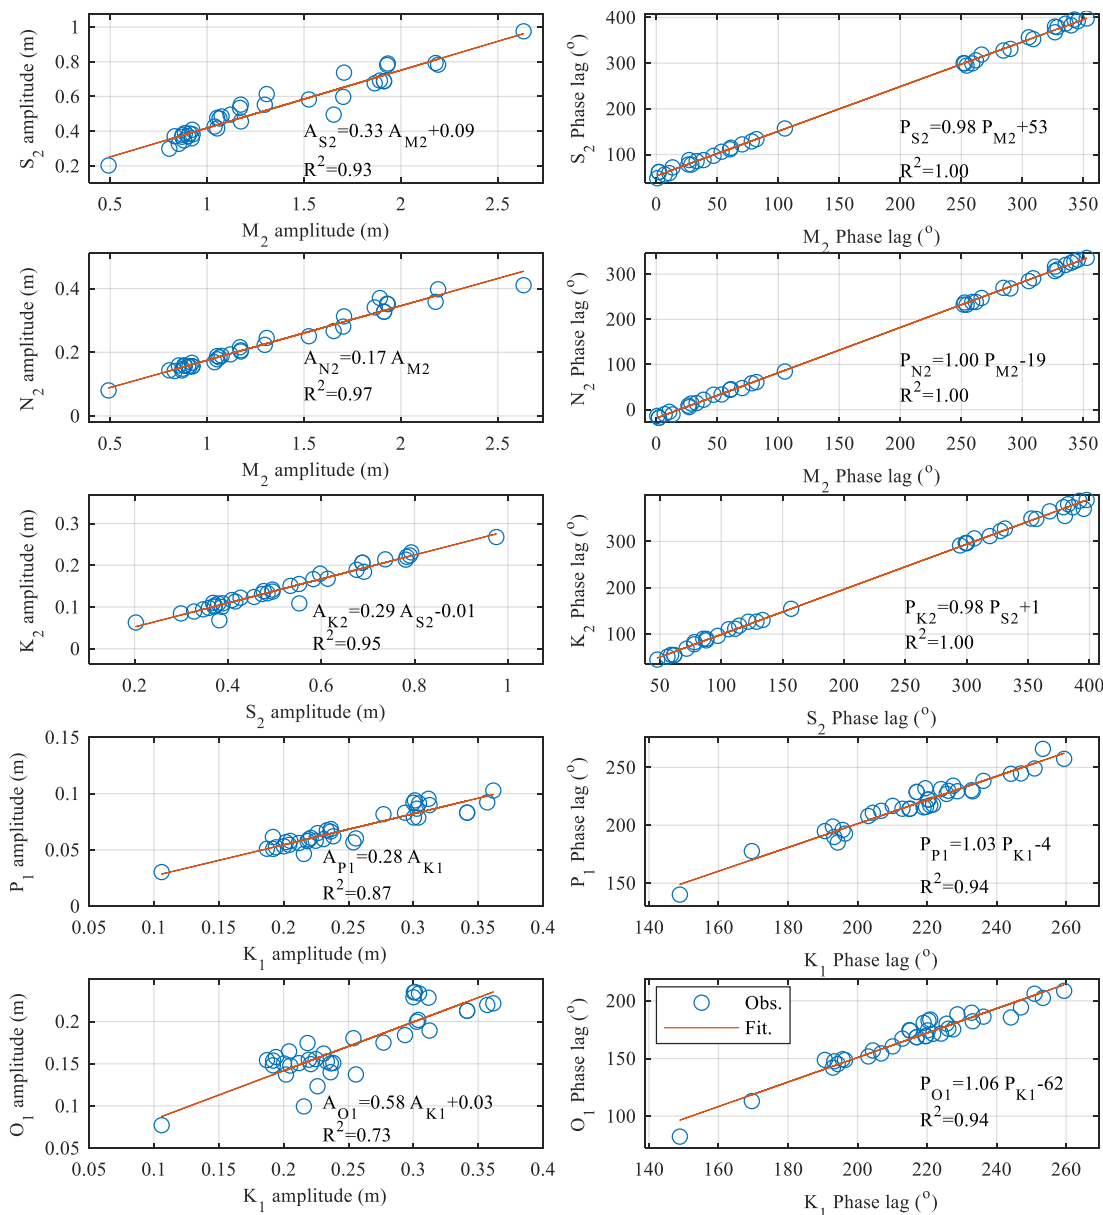 S2 amplitude (m)
1
0.8
0.6
0.4
0.2
A_S2=0.33 A_M2+0.09
R^2=0.93
0.5 1 1.5 2 2.5
M2 amplitude (m)
S2 Phase lag (°)
400
300
200
100
P_S2=0.98 P_M2+53
R^2=1.00
0 50 100 150 200 250 300 350
M2 Phase lag (°)
N2 amplitude (m)
0.4
0.2
0
A_N2=0.17 A_M2
R^2=0.97
0.5 1 1.5 2 2.5
M2 amplitude (m)
N2 Phase lag (°)
300
200
100
0
P_N2=1.00 P_M2-19
R^2=1.00
0 50 100 150 200 250 300 350
M2 Phase lag (°)
K2 amplitude (m)
0.3
0.2
0.1
0
A_K2=0.29 A_S2-0.01
R^2=0.95
0.2 0.4 0.6 0.8 1
S2 amplitude (m)
K2 Phase lag (°)
300
200
100
P_K2=0.98 P_S2+1
R^2=1.00
50 100 150 200 250 300 350 400
S2 Phase lag (°)
P1 amplitude (m)
0.15
0.1
0.05
0
A_P1=0.28 A_K1
R^2=0.87
0.05 0.1 0.15 0.2 0.25 0.3 0.35 0.4
K1 amplitude (m)
P1 Phase lag (°)
250
200
150
P_P1=1.03 P_K1-4
R^2=0.94
140 160 180 200 220 240 260
K1 Phase lag (°)
O1 amplitude (m)
0.2
0.15
0.1
0.05
A_O1=0.58 A_K1+0.03
R^2=0.73
0.05 0.1 0.15 0.2 0.25 0.3 0.35 0.4
K1 amplitude (m)
O1 Phase lag (°)
200
150
100
Obs.
Fit.
P_O1=1.06 P_K1-62
R^2=0.94
140 160 180 200 220 240 260
K1 Phase lag (°)